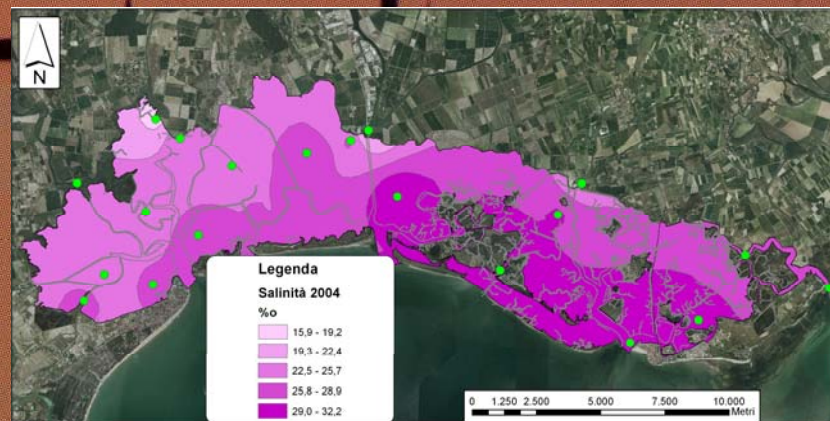 N
Legenda
Salinità 2004
%o
15,9 - 19,2
19,3 - 22,4
22,5 - 25,7
25,8 - 28,9
29,0 - 32,2
0 1.250 2.500 5.000 7.500 10.000
Metri